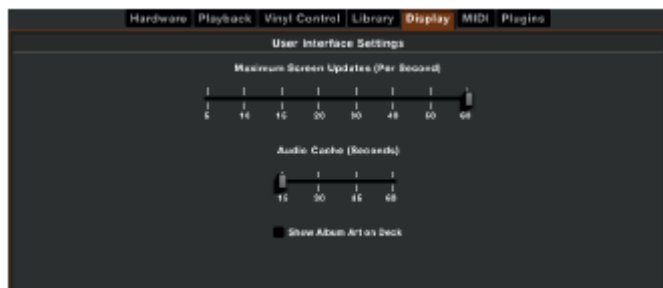 Hardware Playback Vinyl Control Library Display MIDI Plugins
User Interface Settings
Maximum Screen Updates (Per Second)
5 10 15 20 30 40 50 60
Audio Cache (Seconds)
15 30 45 60
Show Album Art on Deck